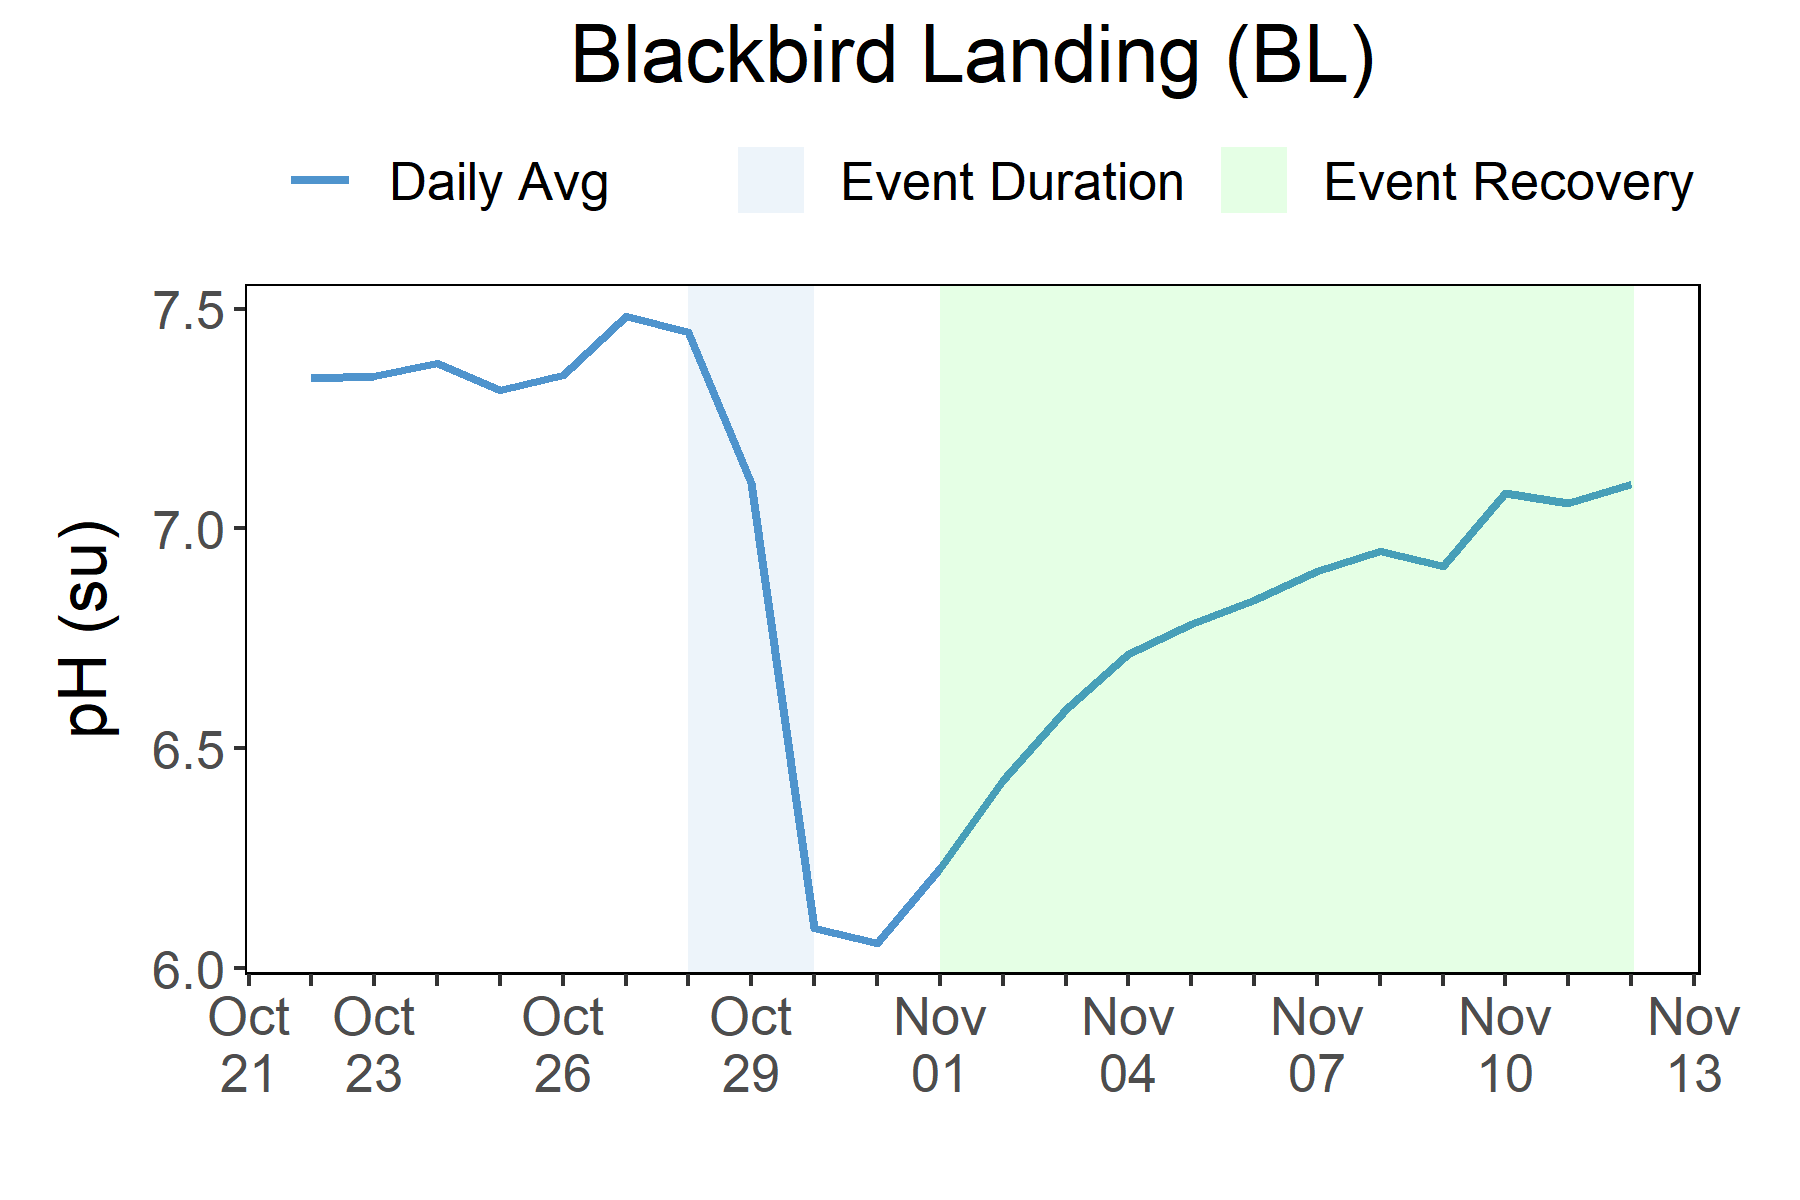 Blackbird Landing (BL)
Daily Avg Event Duration Event Recovery
pH (su)
7.5
7.0
6.5
6.0
Oct Oct Oct Oct Nov Nov Nov Nov Nov
21 23 26 29 01 04 07 10 13